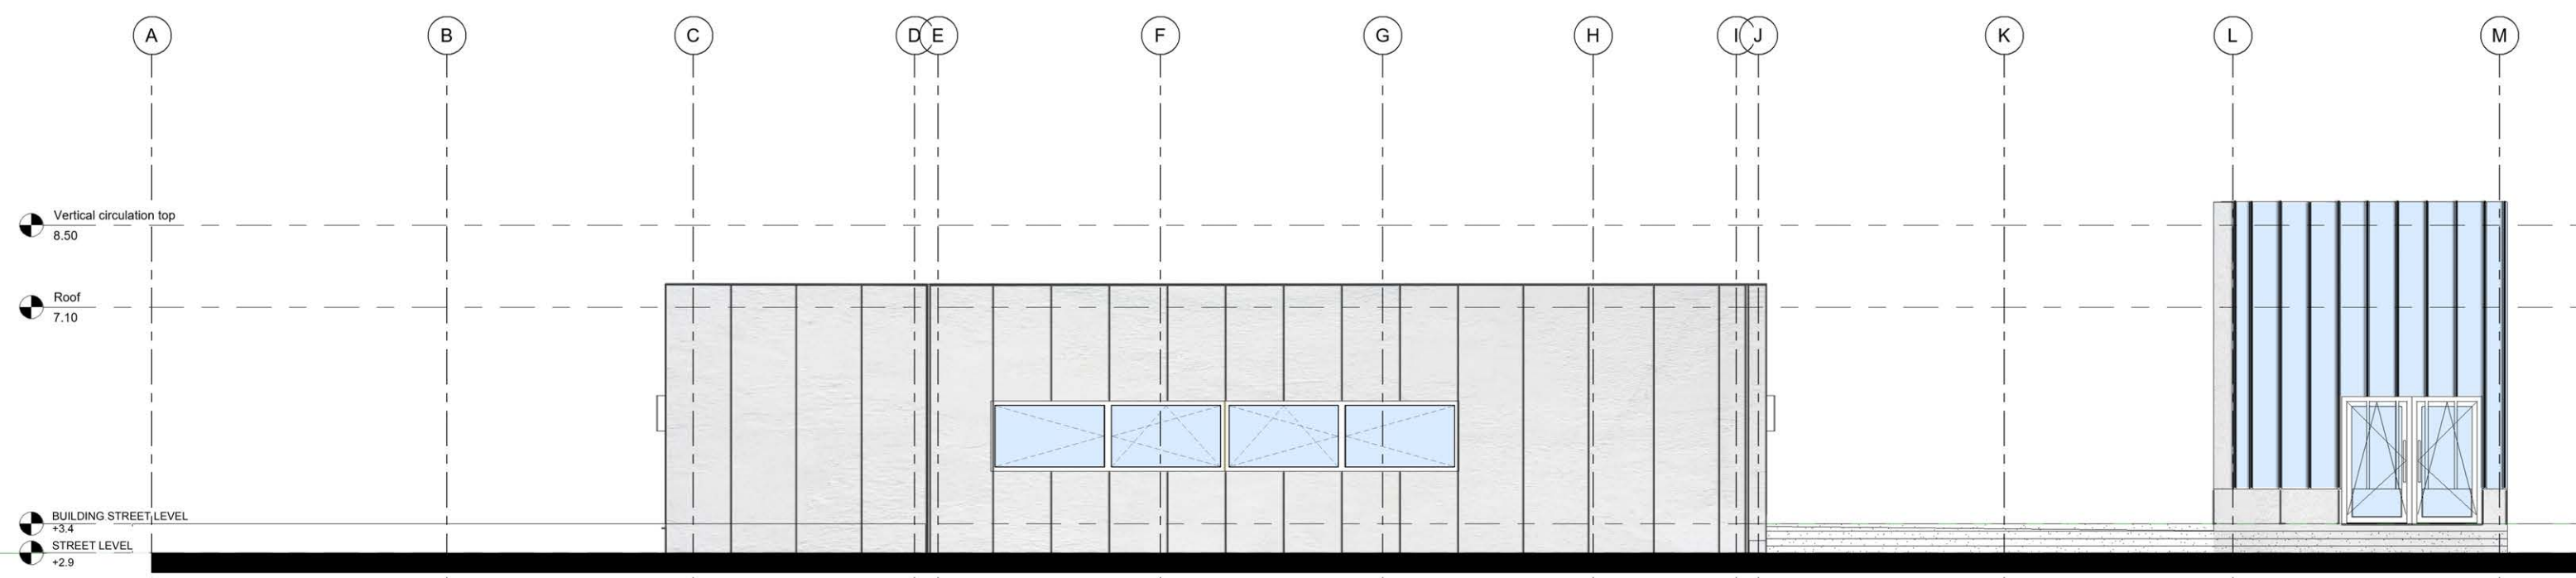 A B C D E F G H I J K L M
Vertical circulation top
8.50
Roof
7.10
BUILDING STREET LEVEL
+3.4
STREET LEVEL
+2.9